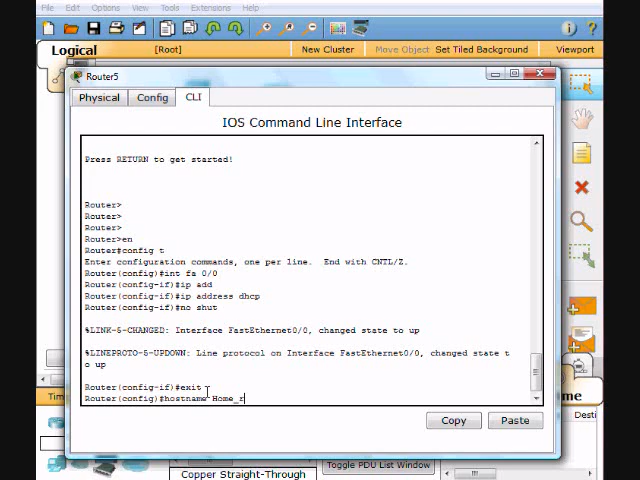 File Edit Options View Tools Extensions Help
Logical [Root] New Cluster Move Object Set Tiled Background Viewport
Router5
Physical Config CLI
IOS Command Line Interface
Press RETURN to get started!
Router>
Router>
Router>
Router>en
Router#config t
Enter configuration commands, one per line. End with CNTL/Z.
Router(config)#int fa 0/0
Router(config-if)#ip add
Router(config-if)#ip address dhcp
Router(config-if)#no shut
%LINK-5-CHANGED: Interface FastEthernet0/0, changed state to up
%LINEPROTO-5-UPDOWN: Line protocol on Interface FastEthernet0/0, changed state t
o up
Router(config-if)#exit
Router(config)#hostname Home_r
me
Desti
Copy Paste
Toggle PDU List Window
Copper Straight-Through